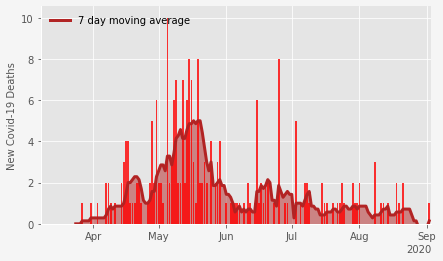 7 day moving average
New Covid-19 Deaths
10
8
6
4
2
0
Apr
May
Jun
Jul
Aug
Sep
2020